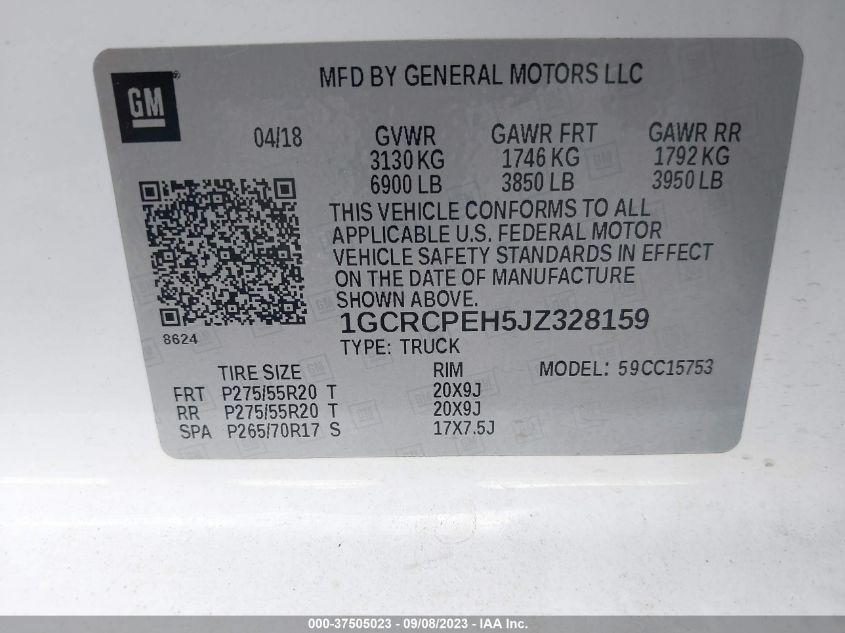 MFD BY GENERAL MOTORS LLC
GM
04/18 GVWR GAWR FRT GAWR RR
3130 KG 1746 KG 1792 KG
6900 LB 3850 LB 3950 LB
THIS VEHICLE CONFORMS TO ALL
APPLICABLE U.S. FEDERAL MOTOR
VEHICLE SAFETY STANDARDS IN EFFECT
ON THE DATE OF MANUFACTURE
SHOWN ABOVE.
1GCRCPEH5JZ328159
8624
TYPE: TRUCK
TIRE SIZE RIM MODEL: 59CC15753
FRT P275/55R20 T 20X9J
RR P275/55R20 T 20X9J
SPA P265/70R17 S 17X7.5J
000-37505023 - 09/08/2023 - IAA Inc.